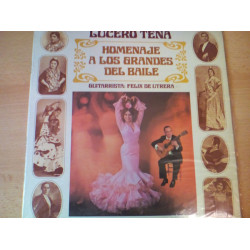 LUCERO TENA
HOMENAJE
A LOS GRANDES
DEL BAILE
GUITARRISTA: FELIX DE UTRERA